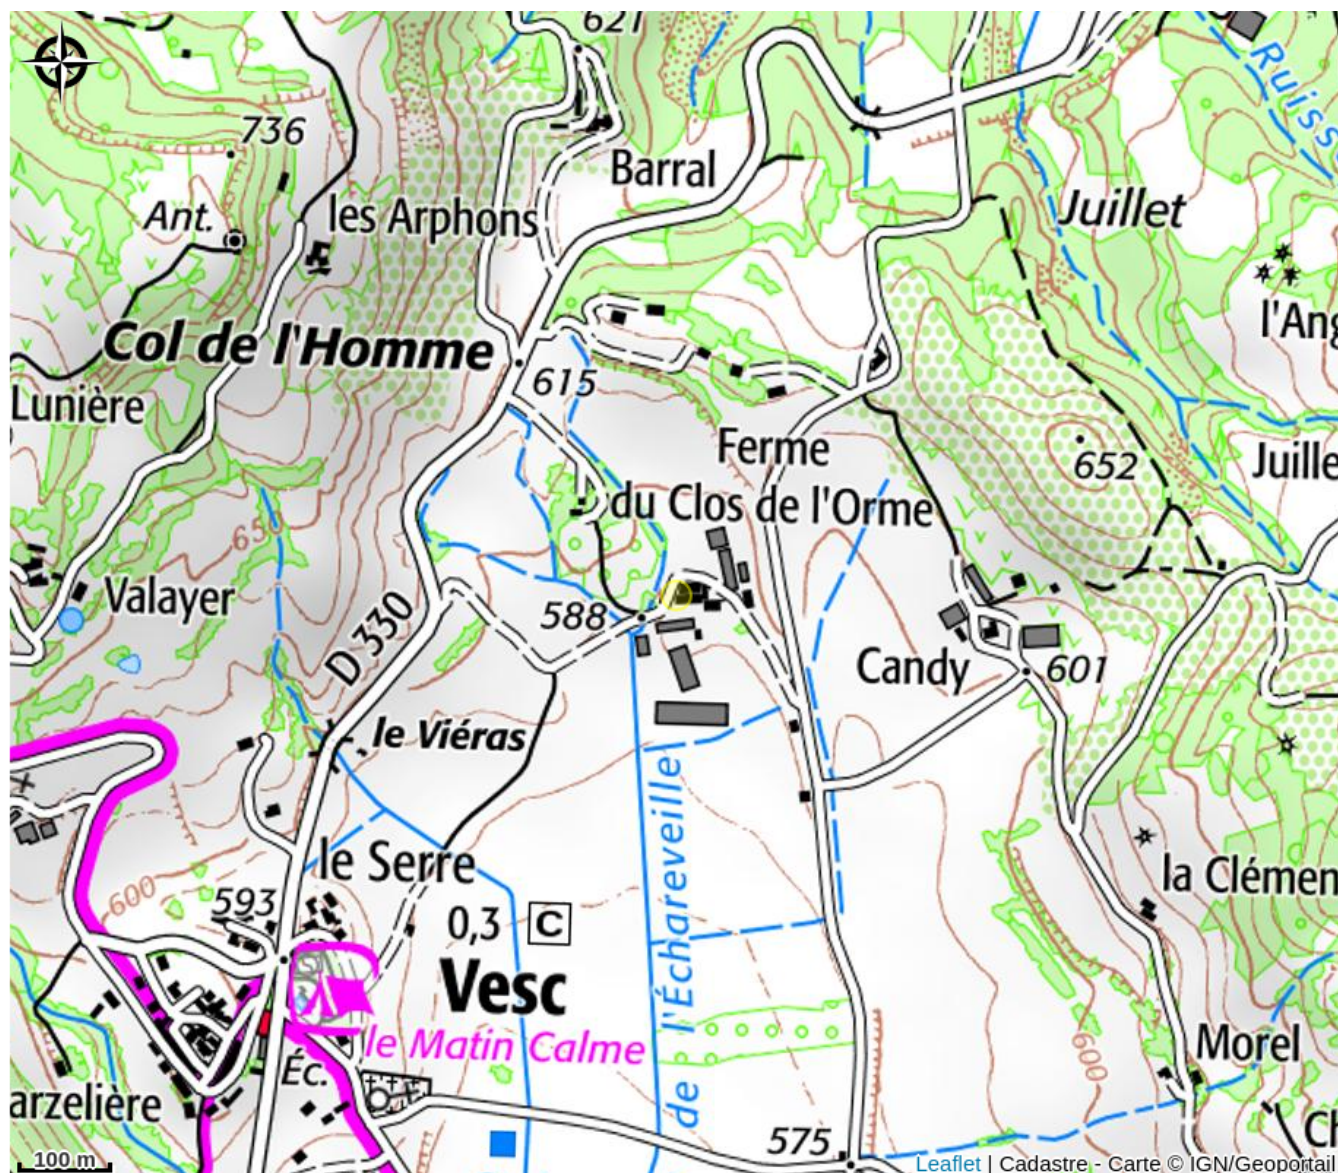 621
Ruiss
736
Barral
Juillet
Ant.
les Arphons
l'Ang
Col de l'Homme
615
Lunière
Ferme
652
Juille
du Clos de l'Orme
650
Valayer
588
D 330
Candy
601
le Viéras
le Serre
la Clémen
600
593
0,3
C
Vesc
de l'Échareveille
le Matin Calme
Morel
600
Éc.
arzelière
Ch
575
100 m
Leaflet | Cadastre - Carte © IGN/Geoportail